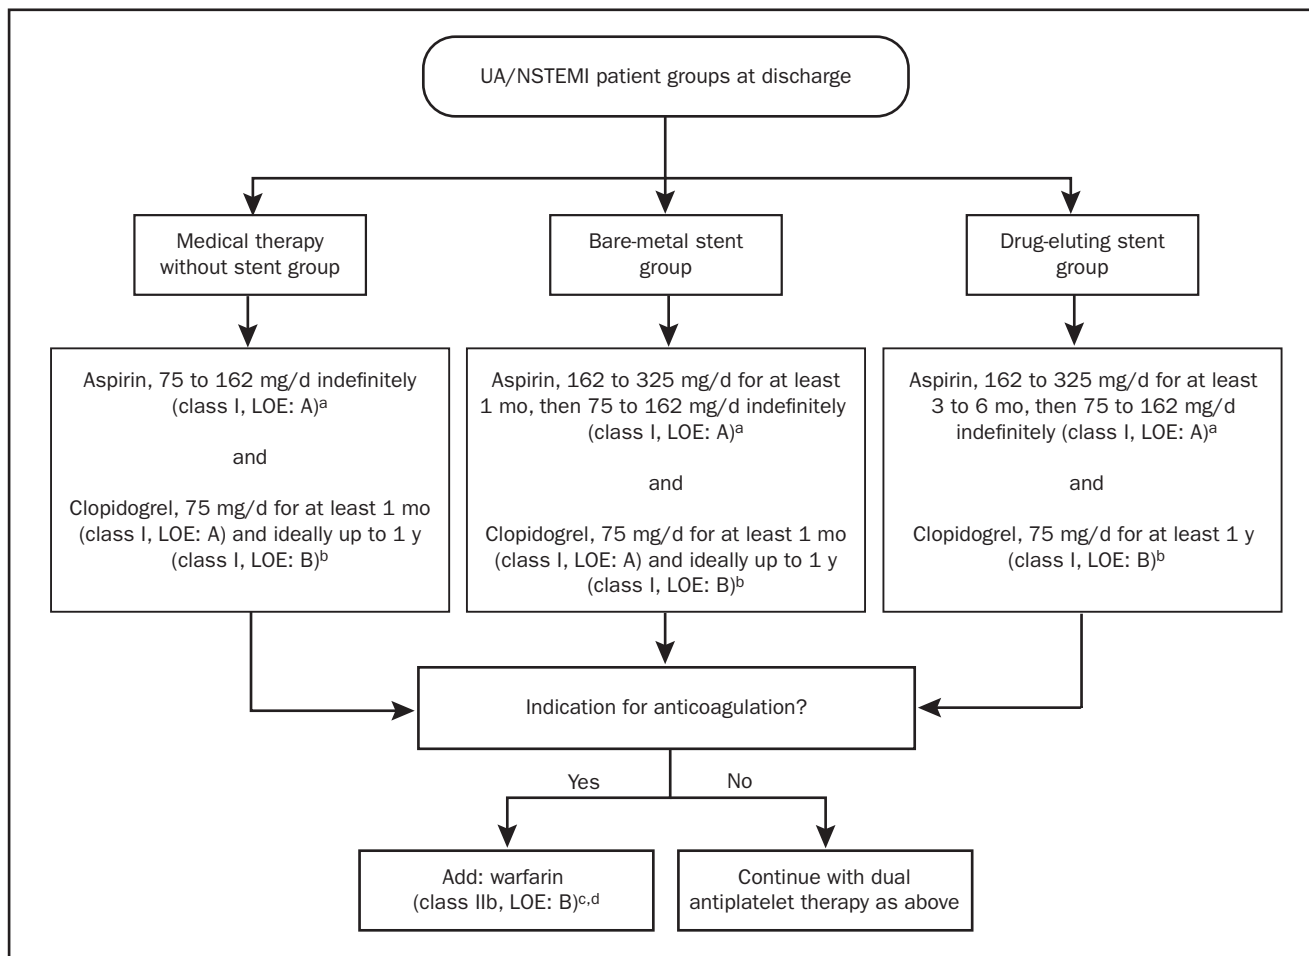 UA/NSTEMI patient groups at discharge
Medical therapy
without stent group
Bare-metal stent
group
Drug-eluting stent
group
Aspirin, 75 to 162 mg/d indefinitely
(class I, LOE: A)ᵃ
and
Clopidogrel, 75 mg/d for at least 1 mo
(class I, LOE: A) and ideally up to 1 y
(class I, LOE: B)ᵇ
Aspirin, 162 to 325 mg/d for at least
1 mo, then 75 to 162 mg/d indefinitely
(class I, LOE: A)ᵃ
and
Clopidogrel, 75 mg/d for at least 1 mo
(class I, LOE: A) and ideally up to 1 y
(class I, LOE: B)ᵇ
Aspirin, 162 to 325 mg/d for at least
3 to 6 mo, then 75 to 162 mg/d
indefinitely (class I, LOE: A)ᵃ
and
Clopidogrel, 75 mg/d for at least 1 y
(class I, LOE: B)ᵇ
Indication for anticoagulation?
Yes
No
Add: warfarin
(class IIb, LOE: B)ᶜ,ᵈ
Continue with dual
antiplatelet therapy as above